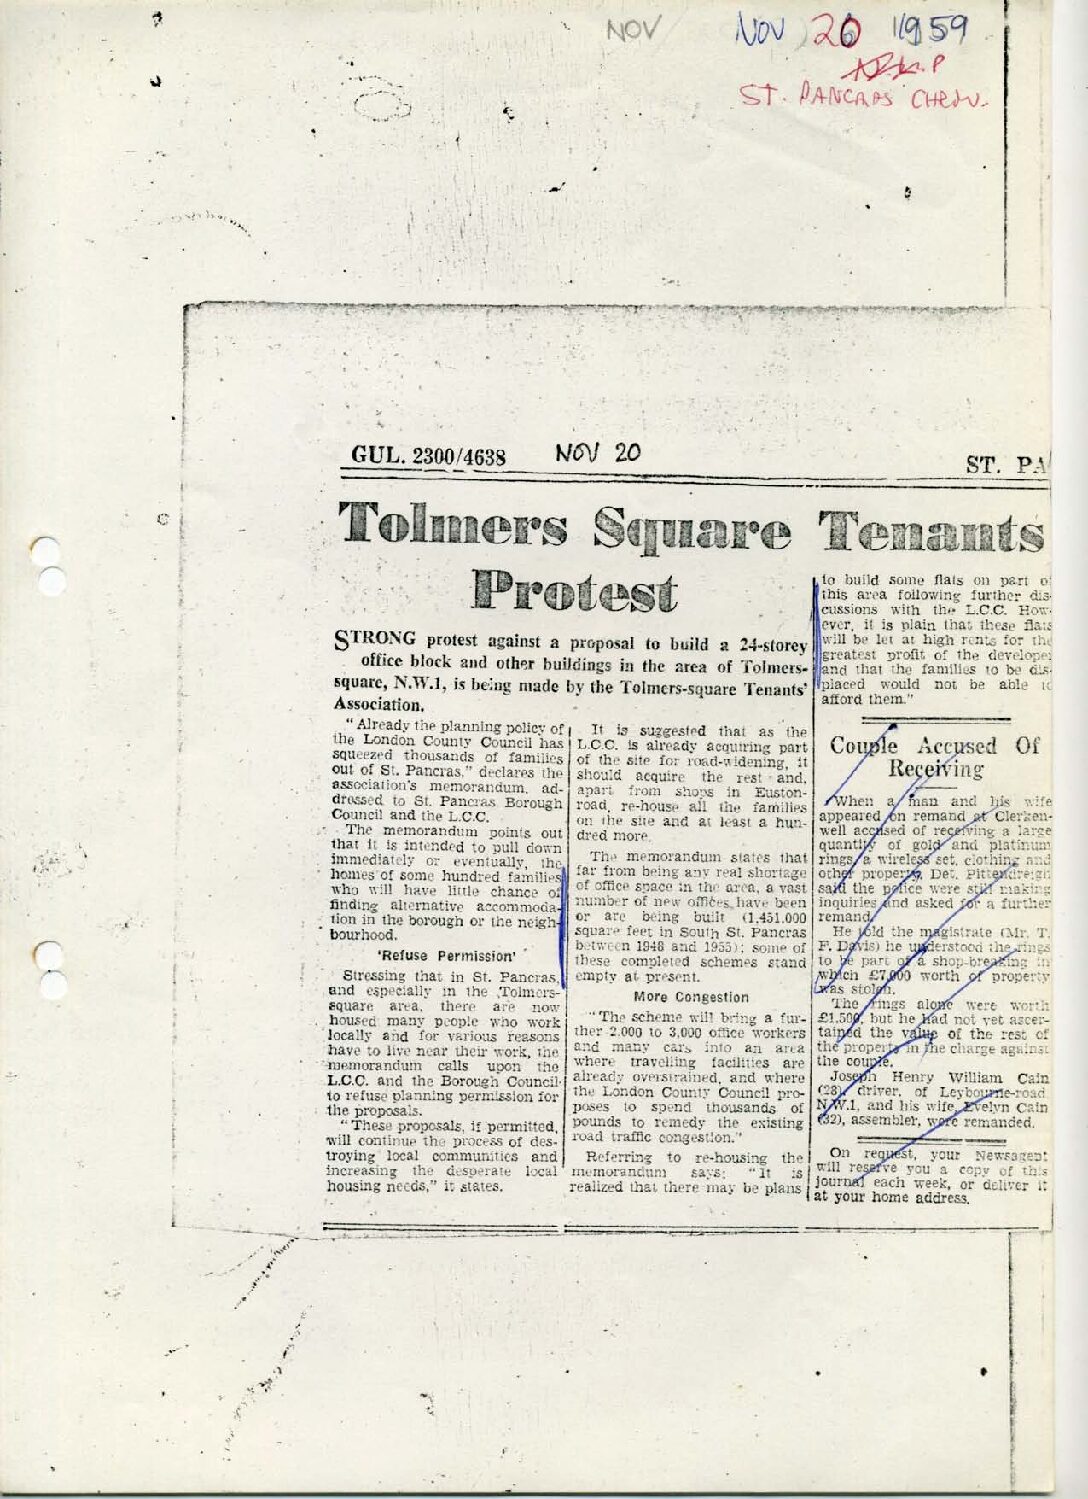 NOV NOV 20 1959
ST. PANCRAS CHRON.
GUL. 2300/4638 NOV 20 ST. PA
Tolmers Square Tenants
Protest
STRONG protest against a proposal to build a 24-storey
office block and other buildings in the area of Tolmers-
square, N.W.1, is being made by the Tolmers-square Tenants'
Association.
"Already the planning policy of
the London County Council has
squeezed thousands of families
out of St. Pancras," declares the
association's memorandum, ad-
dressed to St. Pancras Borough
Council and the L.C.C.
The memorandum points out
that it is intended to pull down
immediately or eventually, the
homes of some hundred families
who will have little chance of
finding alternative accommoda-
tion in the borough or the neigh-
bourhood.
'Refuse Permission'
Stressing that in St. Pancras,
and especially in the Tolmers-
square area, there are now
housed many people who work
locally and for various reasons
have to live near their work, the
memorandum calls upon the
L.C.C. and the Borough Council
to refuse planning permission for
the proposals.
"These proposals, if permitted,
will continue the process of des-
troying local communities and
increasing the desperate local
housing needs," it states.
It is suggested that as the
L.C.C. is already acquiring part
of the site for road-widening, it
should acquire the rest and,
apart from shops in Euston-
road, re-house all the families
on the site and at least a hun-
dred more.
The memorandum states that
far from being any real shortage
of office space in the area, a vast
number of new offices have been
or are being built (1,451,000
square feet in South St. Pancras
between 1948 and 1955); some of
these completed schemes stand
empty at present.
More Congestion
"The scheme will bring a fur-
ther 2,000 to 3,000 office workers
and many cars into an area
where travelling facilities are
already overstrained, and where
the London County Council pro-
poses to spend thousands of
pounds to remedy the existing
road traffic congestion."
Referring to re-housing the
memorandum says: "It is
realized that there may be plans
to build some flats on part o
this area following further dis-
cussions with the L.C.C. How-
ever, it is plain that these flats
will be let at high rents for the
greatest profit of the develope
and that the families to be dis-
placed would not be able to
afford them."
Couple Accused Of
Receiving
When a man and his wife
appeared on remand at Clerken-
well accused of receiving a large
quantity of gold and platinum
rings, a wireless set, clothing and
other property, Det. Pittendreigh
said the police were still making
inquiries and asked for a further
remand.
He told the magistrate (Mr. T.
F. Davis) he understood the rings
to be part of a shop-breaking in
which £7,000 worth of property
was stolen.
The rings alone were worth
£1,500, but he had not yet ascer-
tained the value of the rest of
the property in the charge against
the couple.
Joseph Henry William Cain
(28), driver, of Leybourne-road,
N.W.1, and his wife, Evelyn Cain
(32), assembler, were remanded.
On request, your Newsagent
will reserve you a copy of this
journal each week, or deliver it
at your home address.